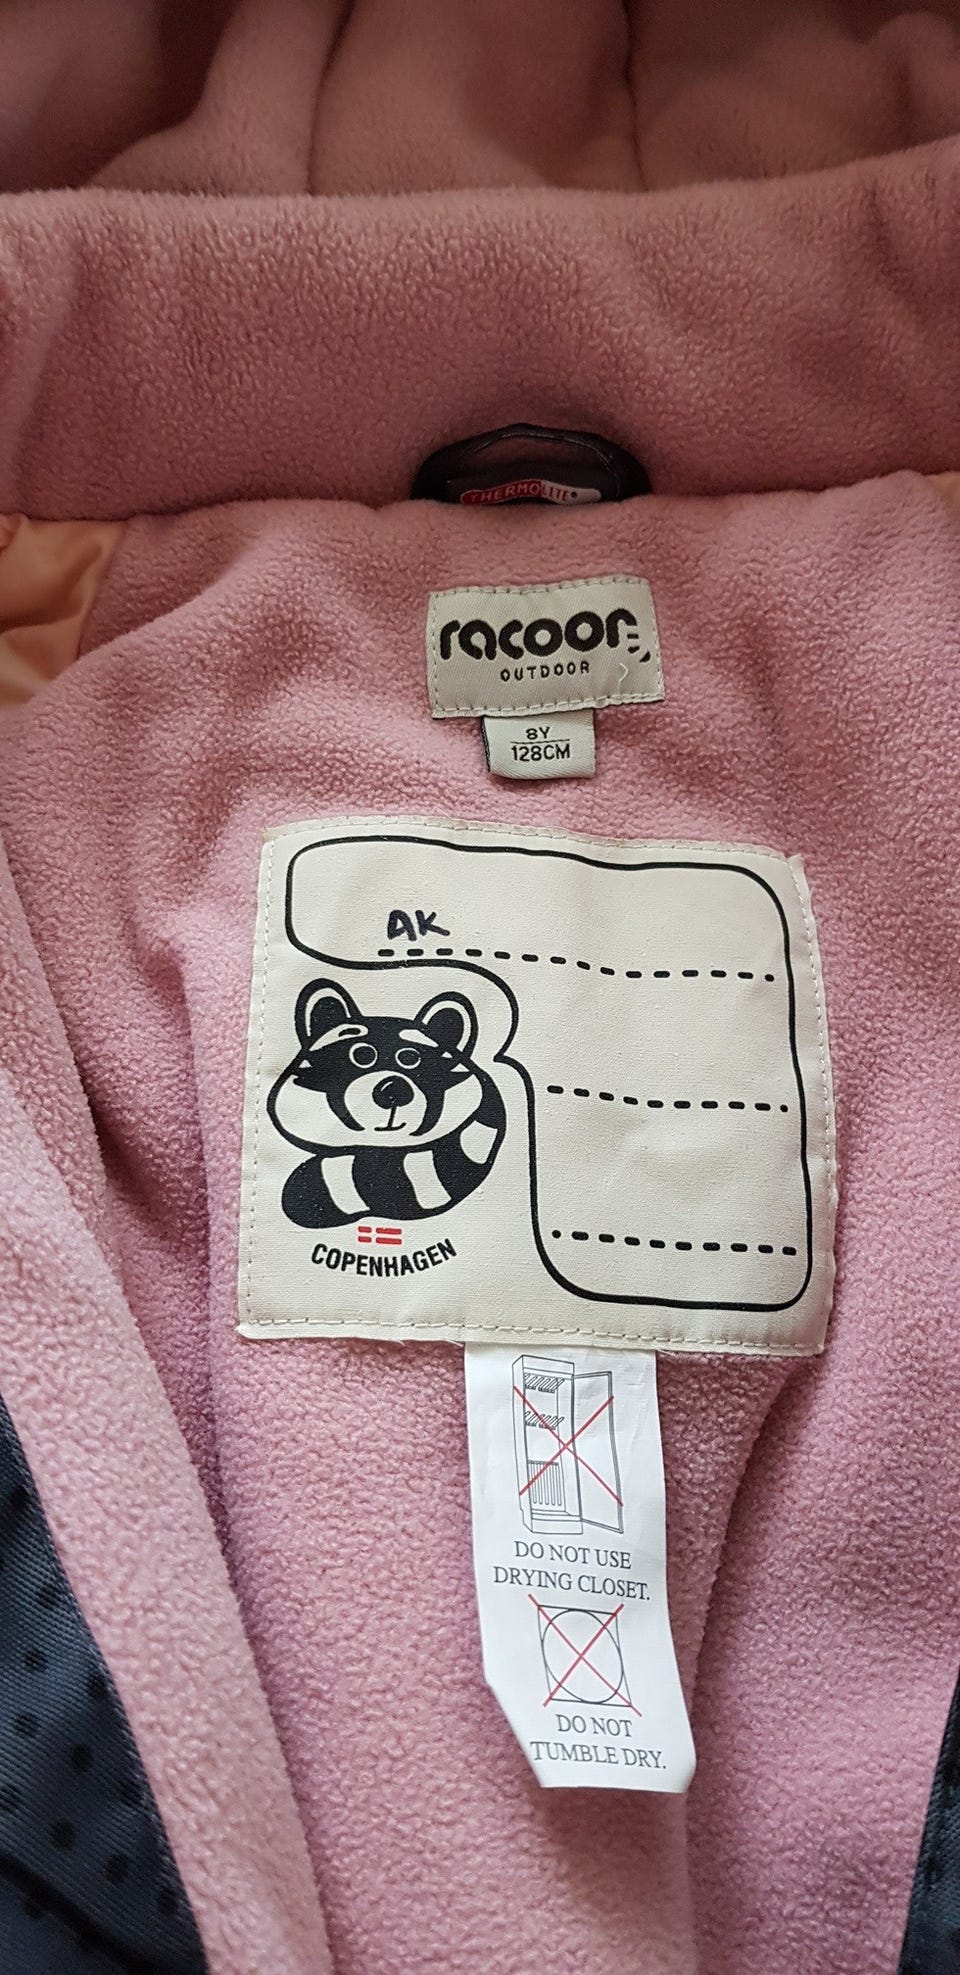 THERMOLITE®
racoon
OUTDOOR
8Y
128CM
AK
COPENHAGEN
DO NOT USE
DRYING CLOSET.
DO NOT
TUMBLE DRY.